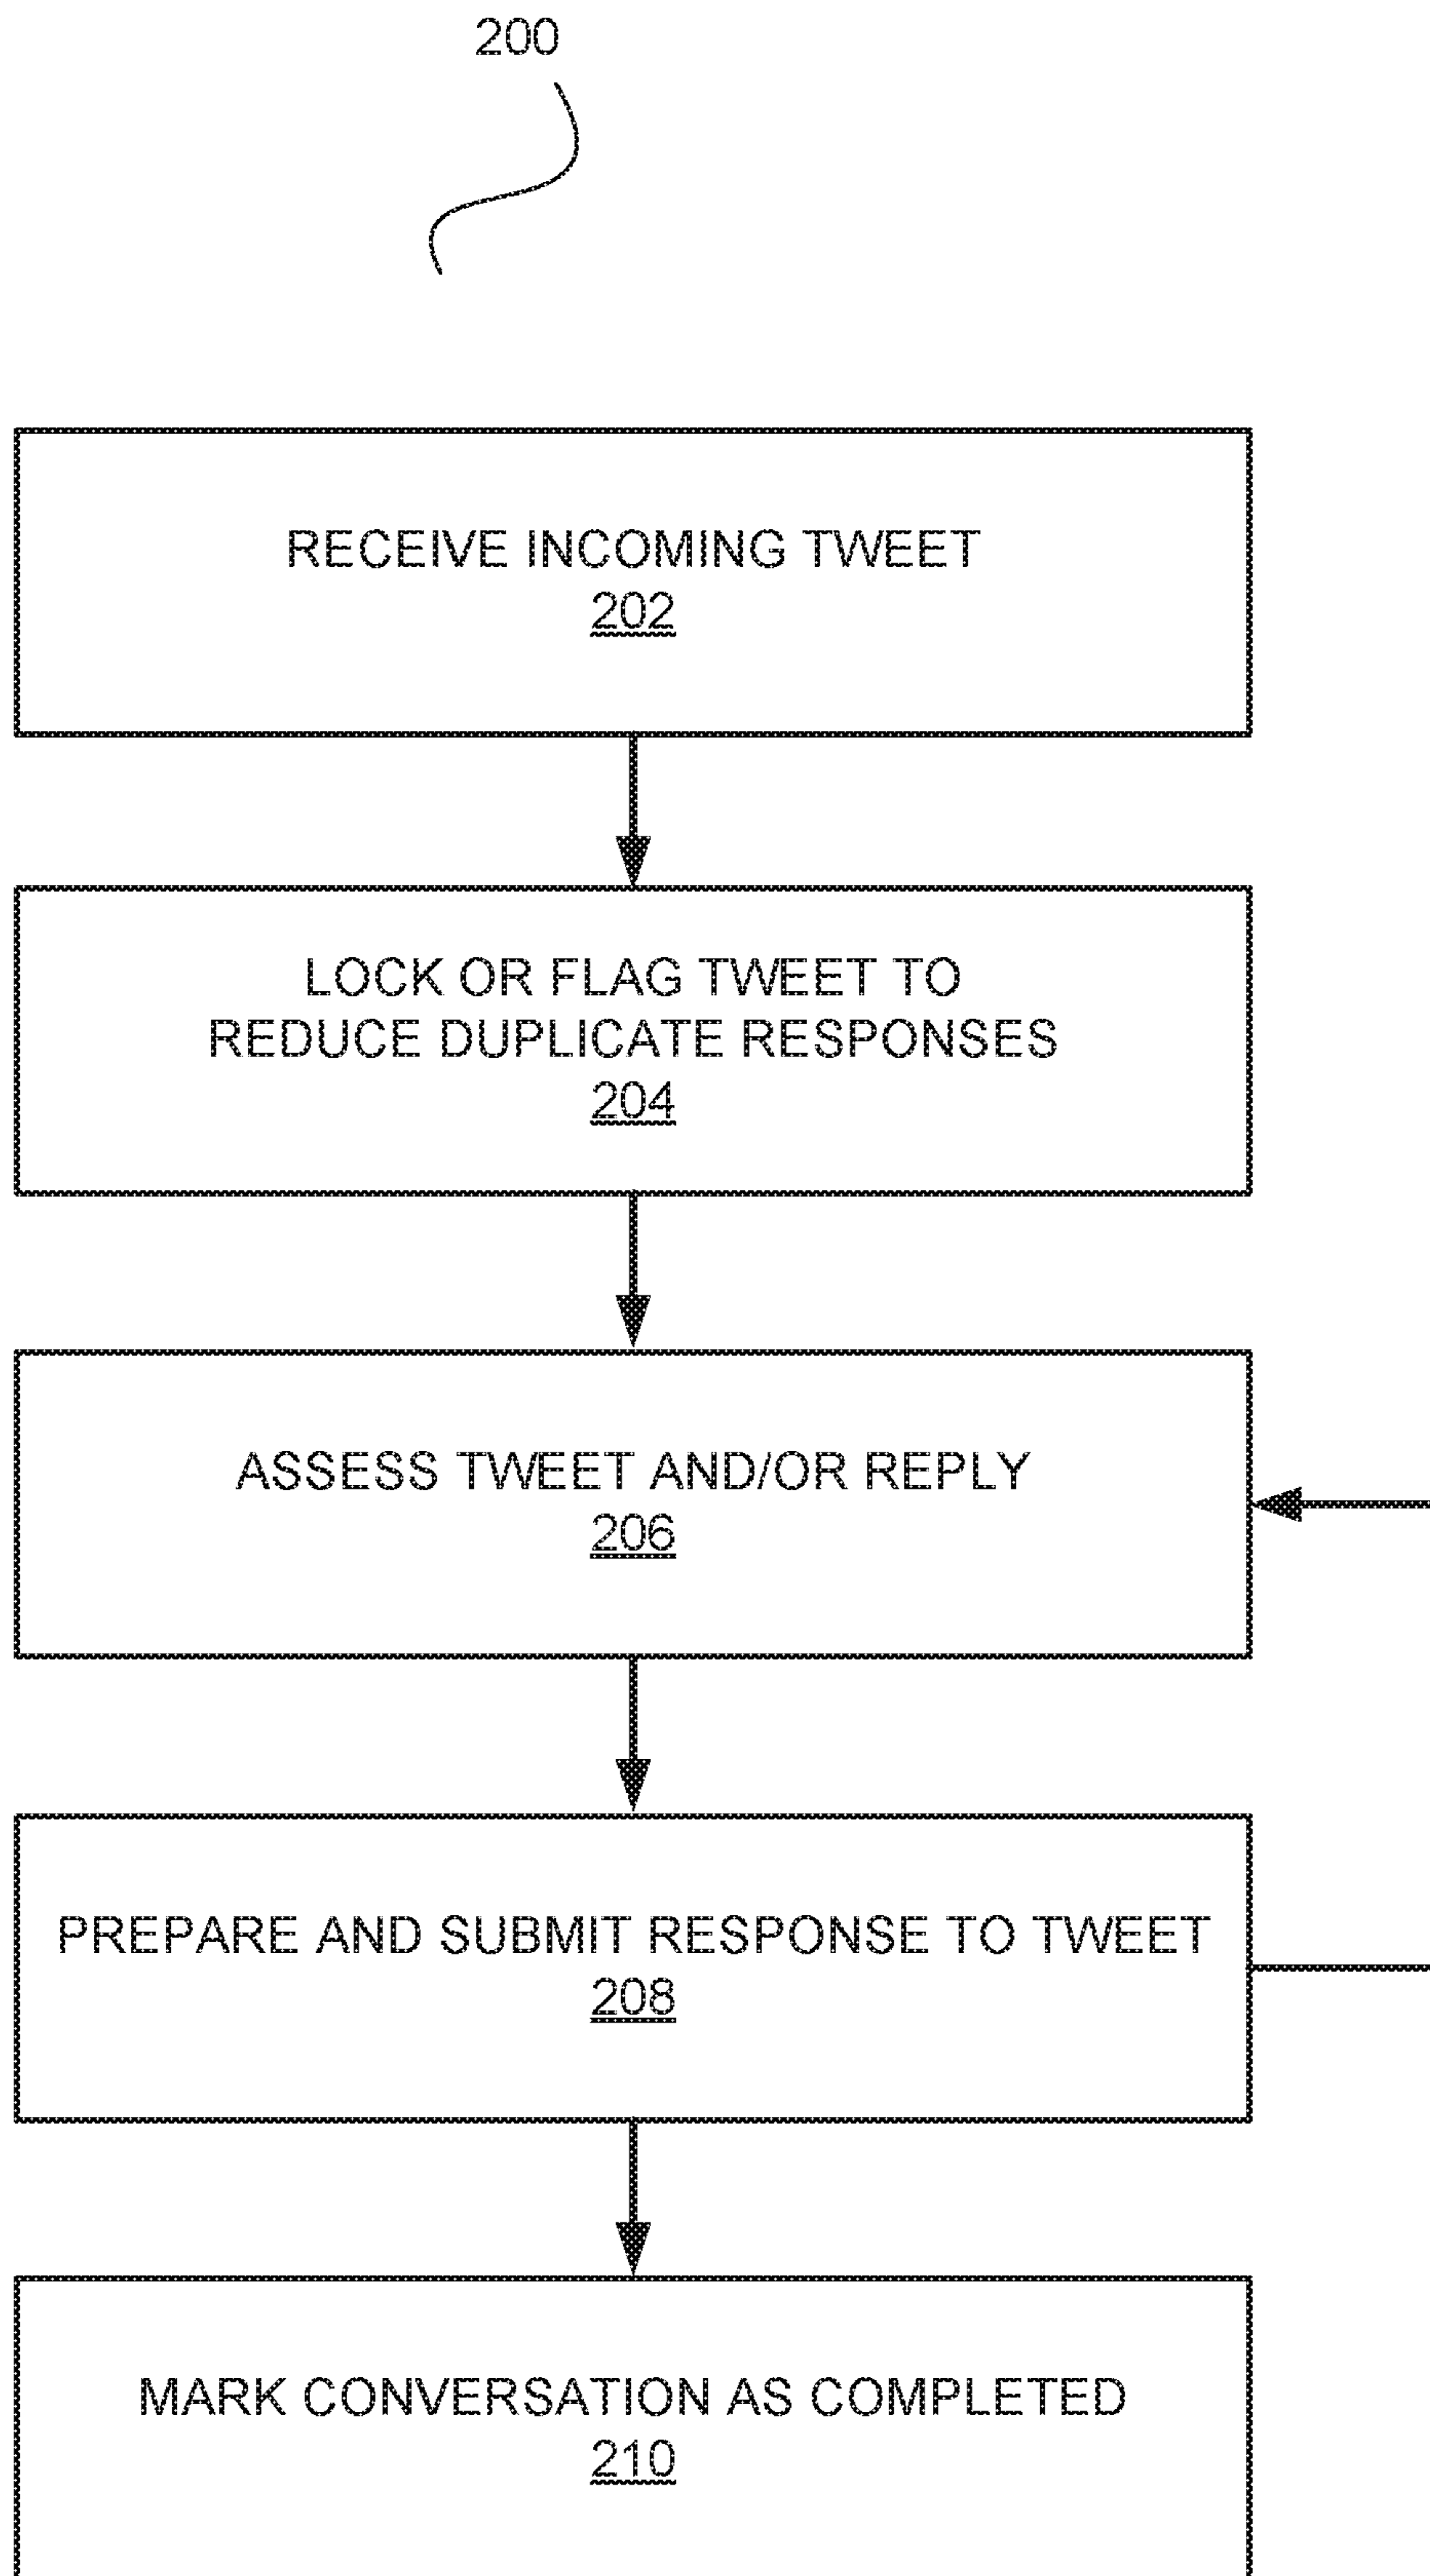 200
RECEIVE INCOMING TWEET
202
LOCK OR FLAG TWEET TO
REDUCE DUPLICATE RESPONSES
204
ASSESS TWEET AND/OR REPLY
206
PREPARE AND SUBMIT RESPONSE TO TWEET
208
MARK CONVERSATION AS COMPLETED
210